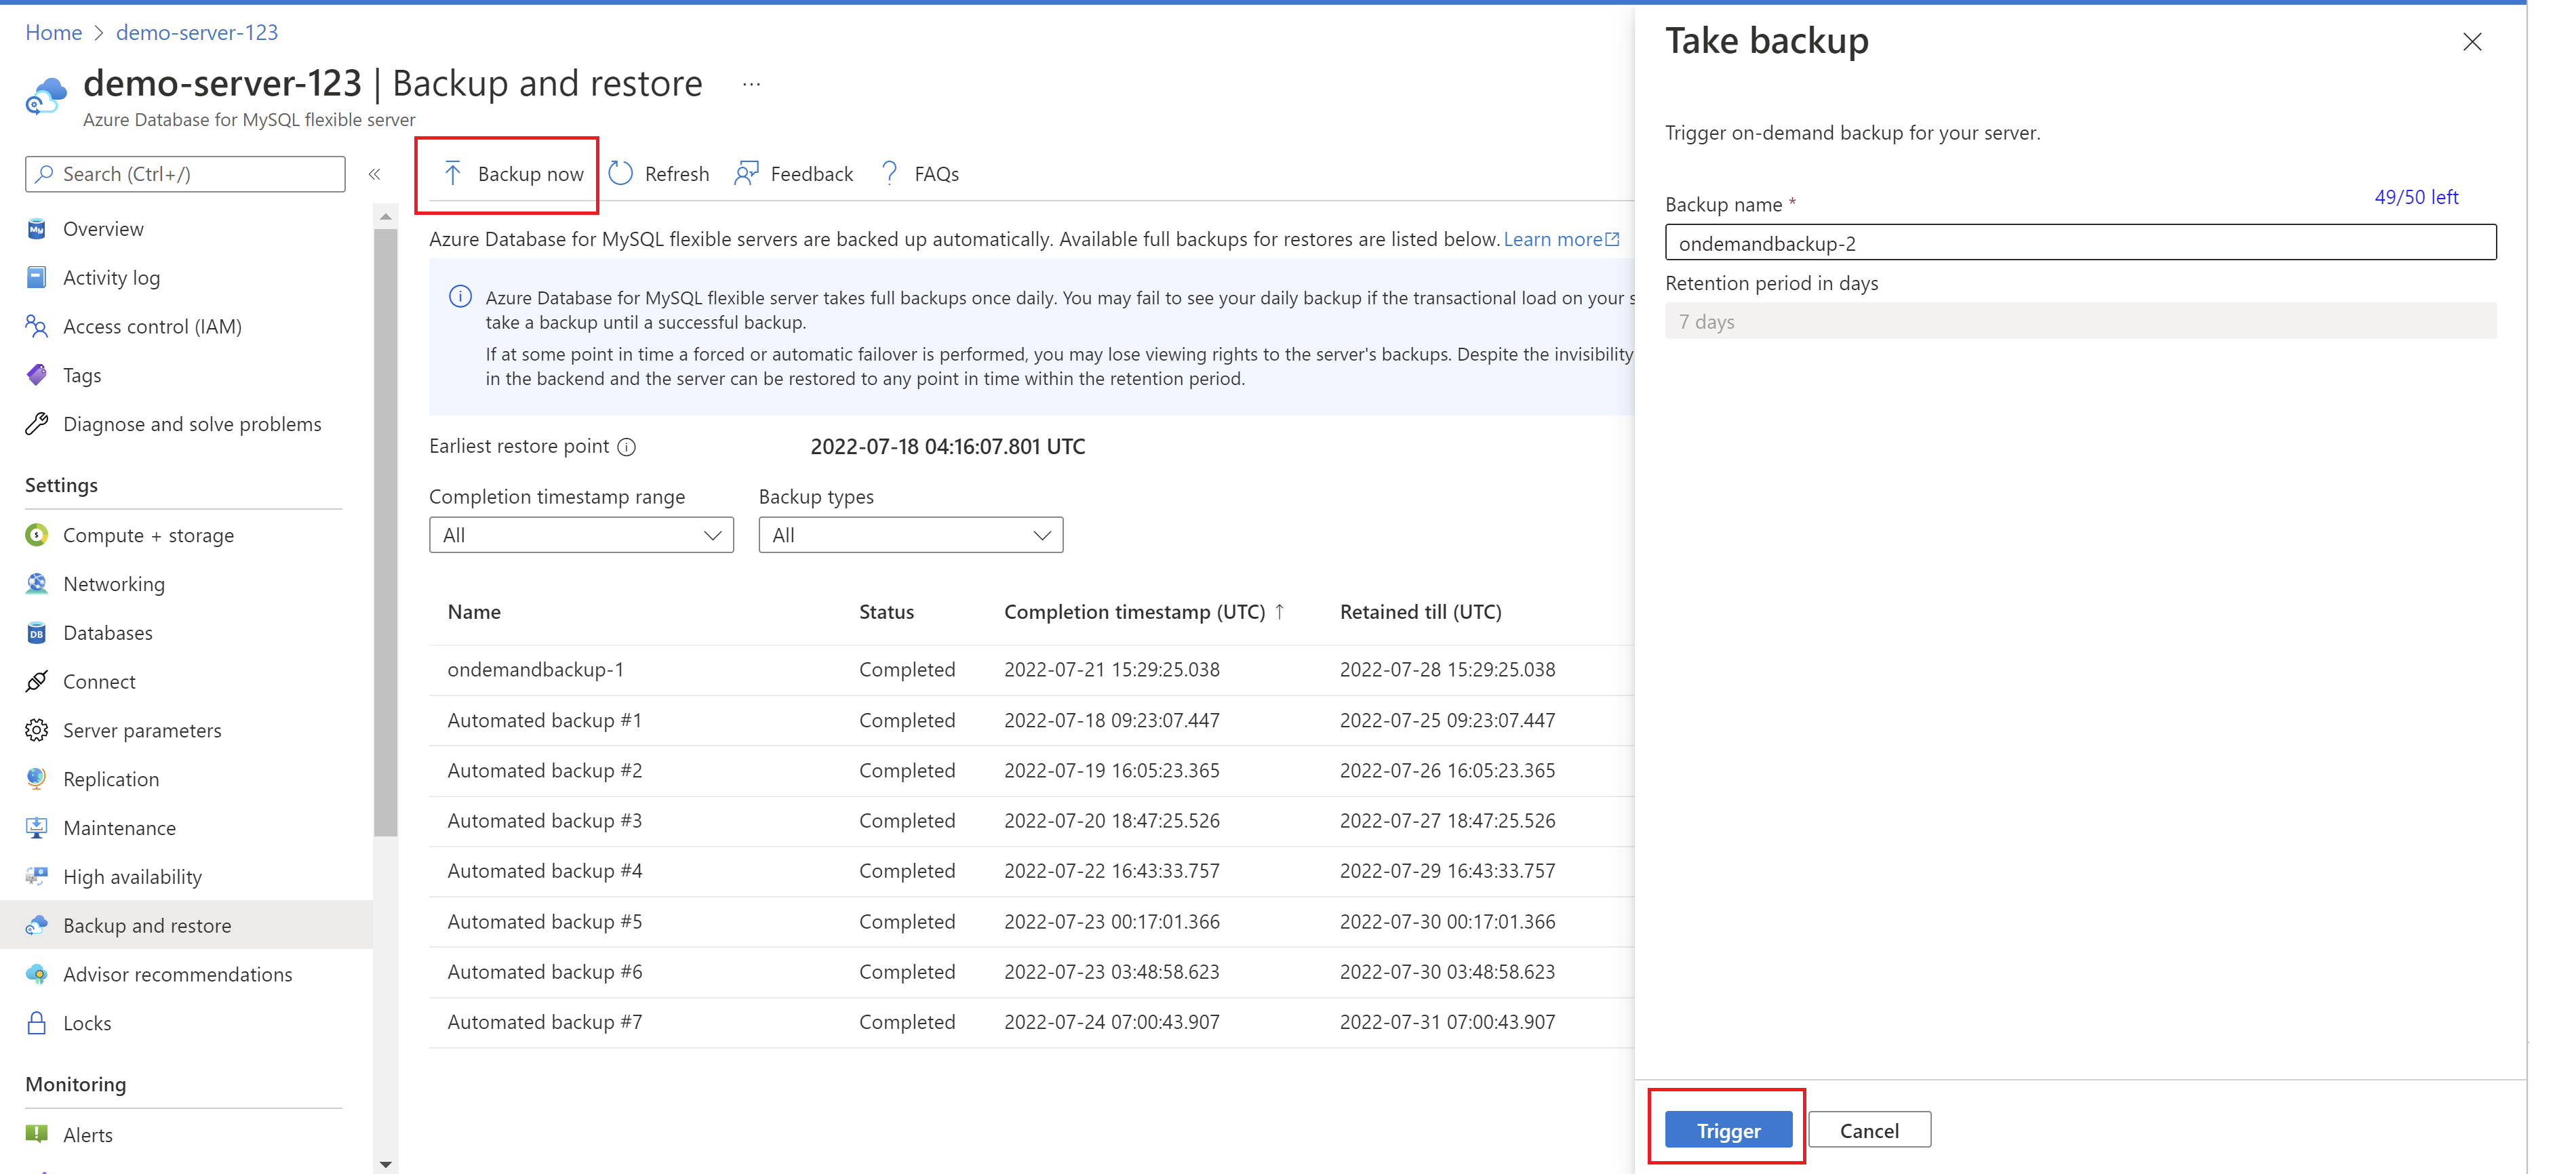 Home > demo-server-123
demo-server-123 | Backup and restore ...
Azure Database for MySQL flexible server
Search (Ctrl+/)
«
Overview
Activity log
Access control (IAM)
Tags
Diagnose and solve problems
Settings
Compute + storage
Networking
Databases
Connect
Server parameters
Replication
Maintenance
High availability
Backup and restore
Advisor recommendations
Locks
Monitoring
Alerts
Backup now Refresh Feedback FAQs
Azure Database for MySQL flexible servers are backed up automatically. Available full backups for restores are listed below. Learn more
Azure Database for MySQL flexible server takes full backups once daily. You may fail to see your daily backup if the transactional load on your s
take a backup until a successful backup.
If at some point in time a forced or automatic failover is performed, you may lose viewing rights to the server's backups. Despite the invisibility
in the backend and the server can be restored to any point in time within the retention period.
Earliest restore point 2022-07-18 04:16:07.801 UTC
Completion timestamp range Backup types
All All
Name Status Completion timestamp (UTC) ↑ Retained till (UTC)
ondemandbackup-1 Completed 2022-07-21 15:29:25.038 2022-07-28 15:29:25.038
Automated backup #1 Completed 2022-07-18 09:23:07.447 2022-07-25 09:23:07.447
Automated backup #2 Completed 2022-07-19 16:05:23.365 2022-07-26 16:05:23.365
Automated backup #3 Completed 2022-07-20 18:47:25.526 2022-07-27 18:47:25.526
Automated backup #4 Completed 2022-07-22 16:43:33.757 2022-07-29 16:43:33.757
Automated backup #5 Completed 2022-07-23 00:17:01.366 2022-07-30 00:17:01.366
Automated backup #6 Completed 2022-07-23 03:48:58.623 2022-07-30 03:48:58.623
Automated backup #7 Completed 2022-07-24 07:00:43.907 2022-07-31 07:00:43.907
Take backup
Trigger on-demand backup for your server.
49/50 left
Backup name *
ondemandbackup-2
Retention period in days
7 days
Trigger Cancel